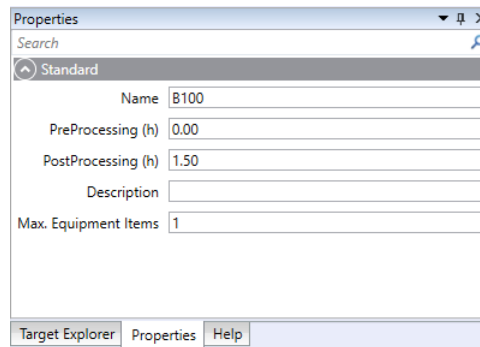 Properties
Search
Standard
Name B100
PreProcessing (h) 0.00
PostProcessing (h) 1.50
Description
Max. Equipment Items 1
Target Explorer Properties Help